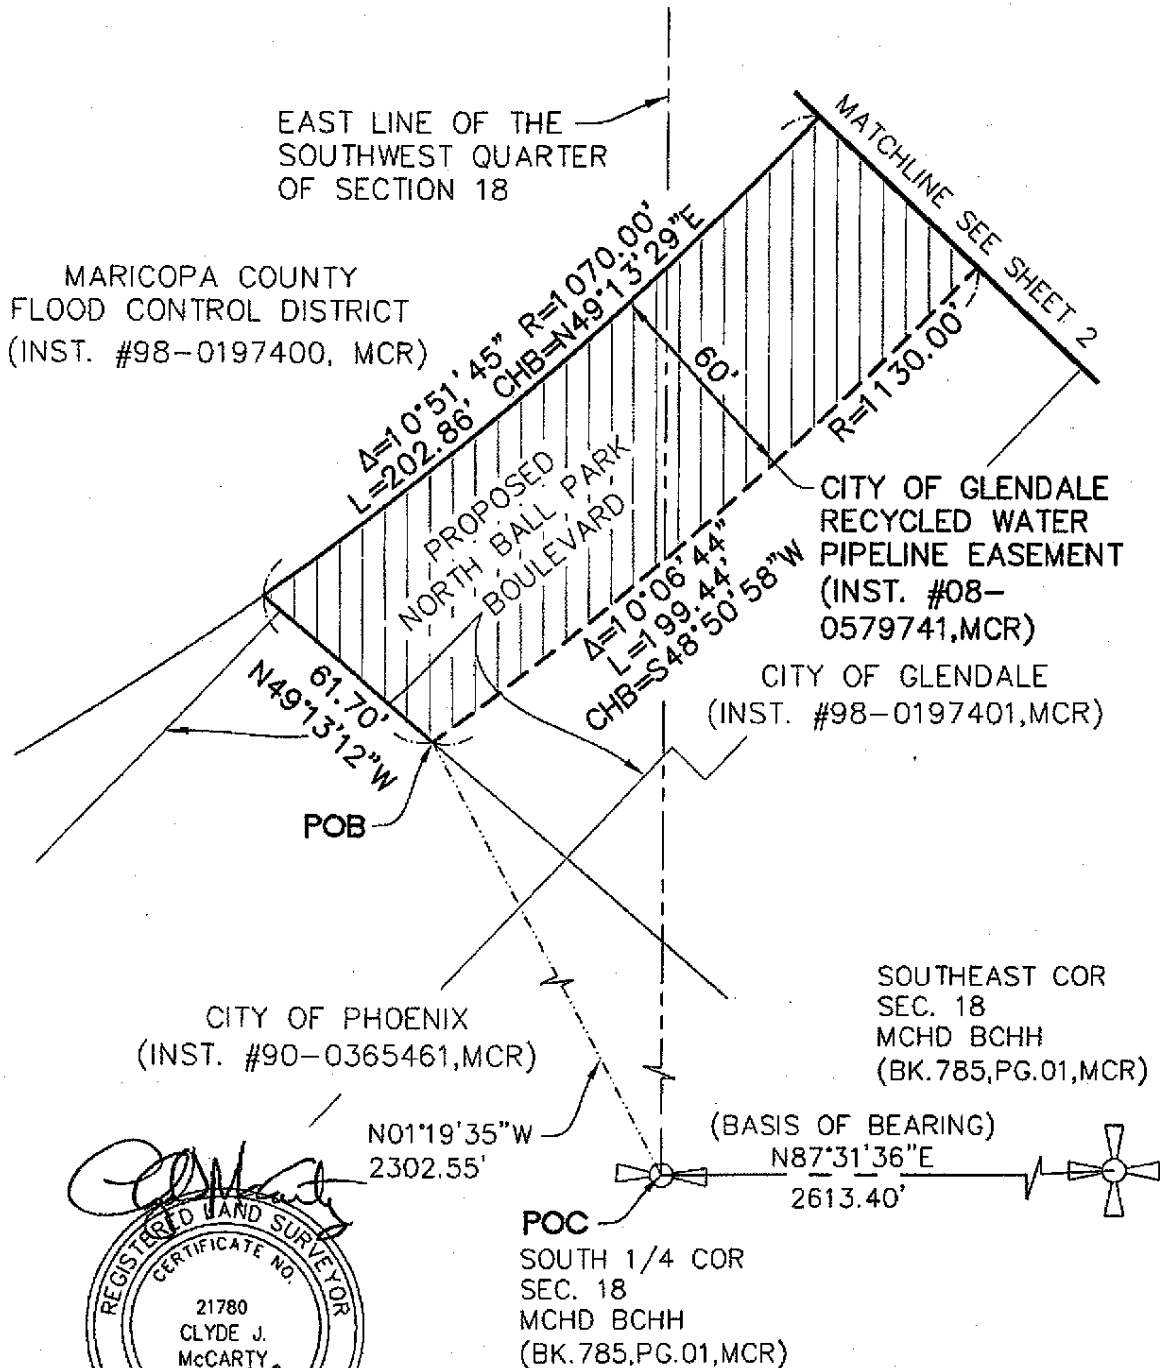 EAST LINE OF THE
SOUTHWEST QUARTER
OF SECTION 18
MATCHLINE SEE SHEET 2
MARICOPA COUNTY
FLOOD CONTROL DISTRICT
(INST. #98-0197400, MCR)
Δ=10°51'45" R=1070.00'
L=202.86' CHB=N49°13'29"E
60'
R=1130.00'
PROPOSED
NORTH BALL PARK
BOULEVARD
CITY OF GLENDALE
RECYCLED WATER
PIPELINE EASEMENT
(INST. #08-
0579741,MCR)
Δ=10°06'44"
L=199.44'
CHB=S48°50'58"W
CITY OF GLENDALE
(INST. #98-0197401,MCR)
61.70'
N49°13'12"W
POB
CITY OF PHOENIX
(INST. #90-0365461,MCR)
SOUTHEAST COR
SEC. 18
MCHD BCHH
(BK.785,PG.01,MCR)
N01°19'35"W
2302.55'
(BASIS OF BEARING)
N87°31'36"E
2613.40'
POC
SOUTH 1/4 COR
SEC. 18
MCHD BCHH
(BK.785,PG.01,MCR)
REGISTERED LAND SURVEYOR
CERTIFICATE NO.
21780
CLYDE J.
McCARTY